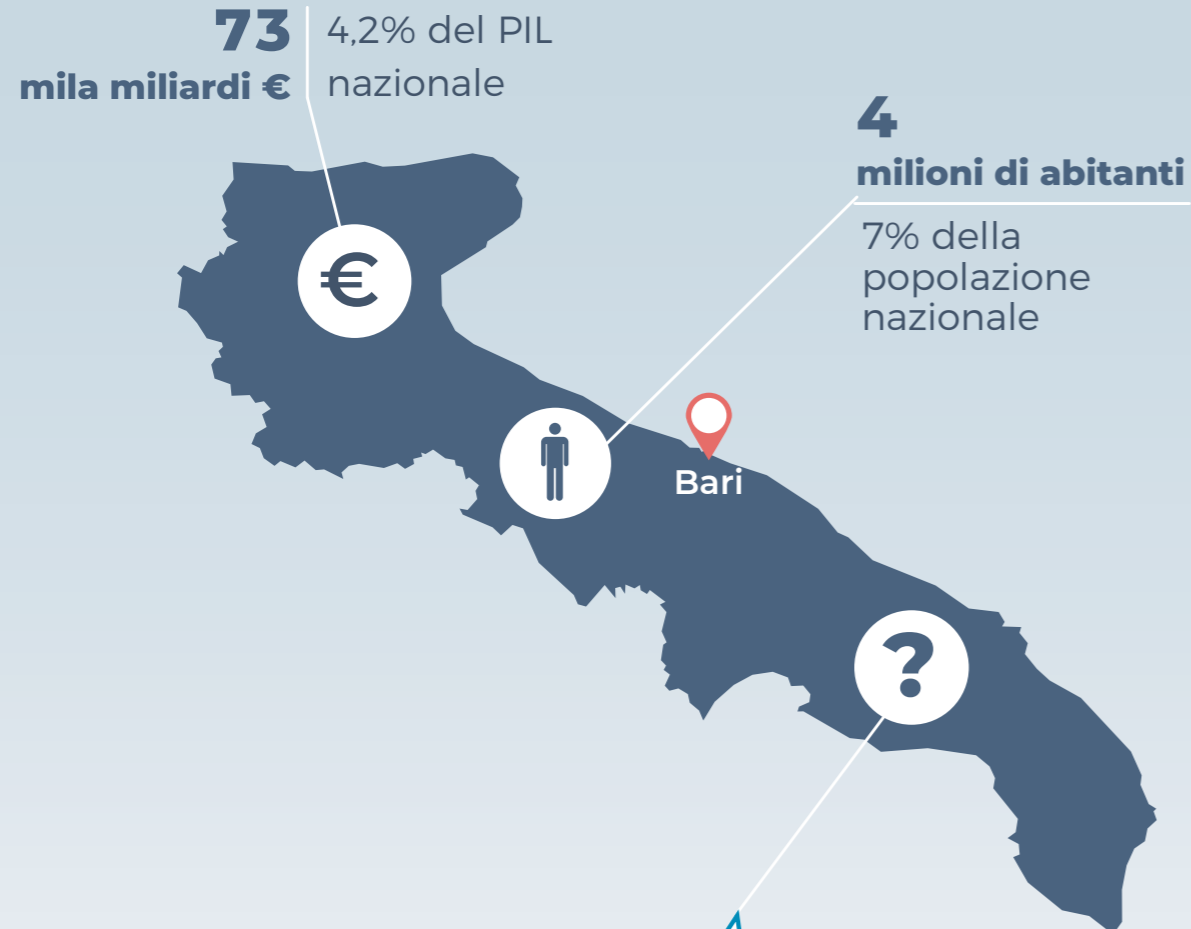 73
mila miliardi €
4,2% del PIL
nazionale
4
milioni di abitanti
7% della
popolazione
nazionale
€
Bari
?